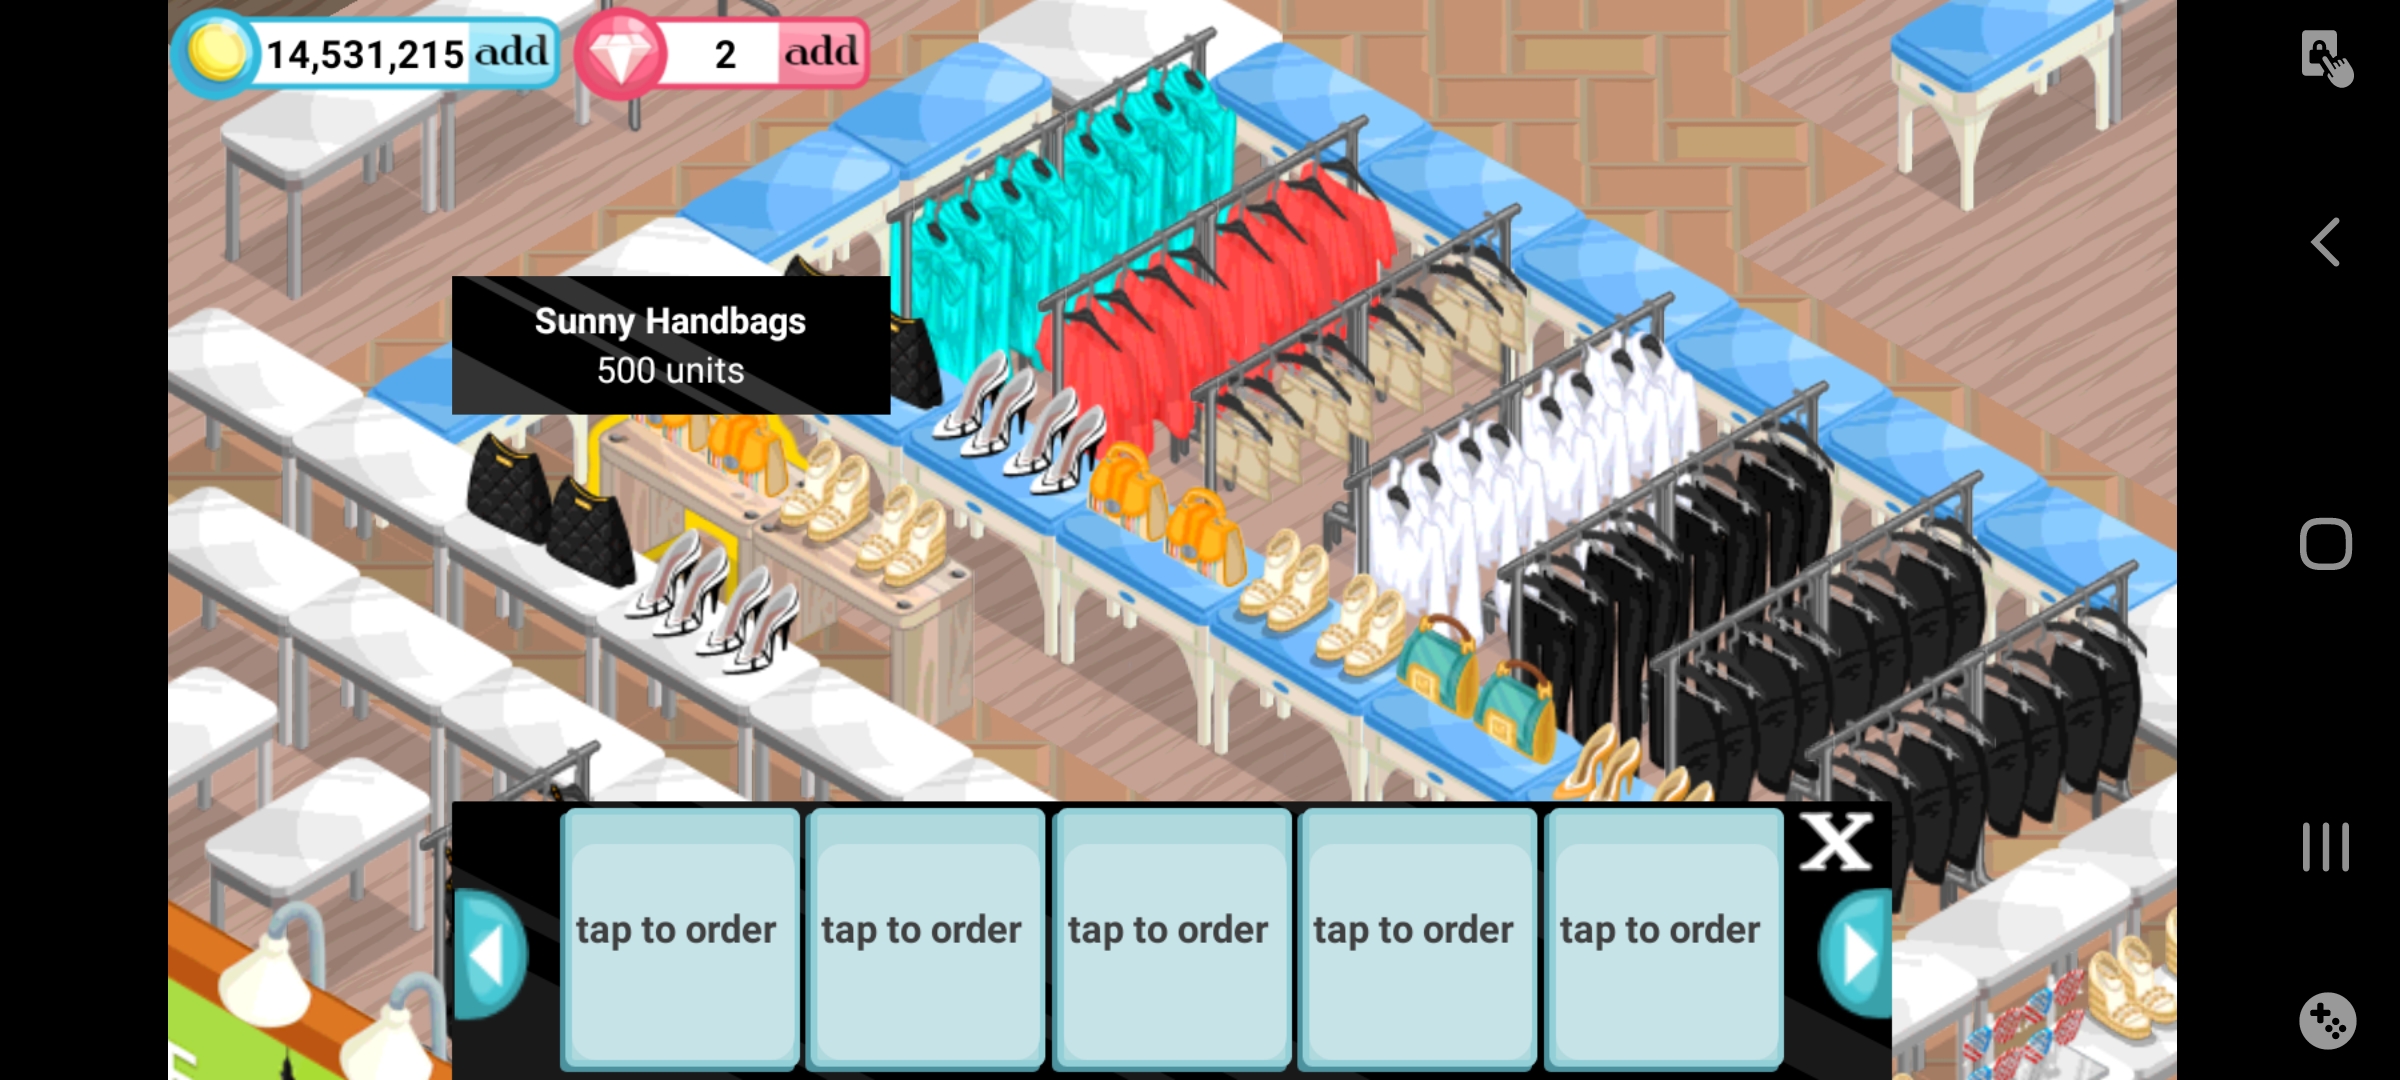 14,531,215 add
2 add
Sunny Handbags
500 units
X
tap to order
tap to order
tap to order
tap to order
tap to order